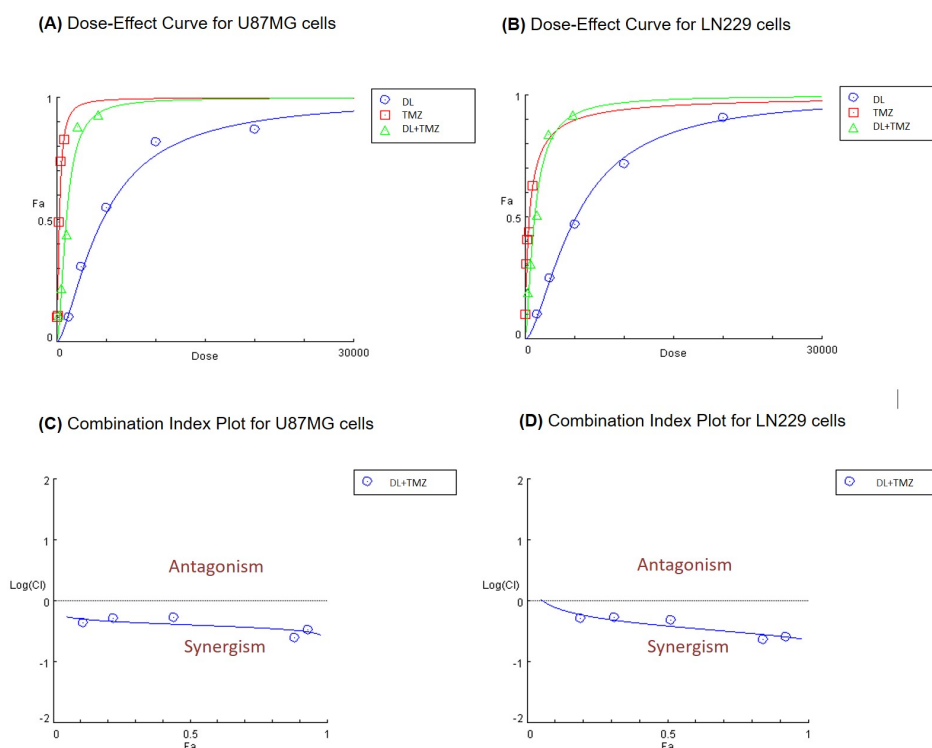 (A) Dose-Effect Curve for U87MG cells
(B) Dose-Effect Curve for LN229 cells
1
Fa
0.5
0
0
Dose
30000
DL
TMZ
DL+TMZ
1
Fa
0.5
0
0
Dose
30000
DL
TMZ
DL+TMZ
(C) Combination Index Plot for U87MG cells
(D) Combination Index Plot for LN229 cells
2
1
Log(CI)
0
-1
-2
0
0.5
1
Fa
DL+TMZ
Antagonism
Synergism
2
1
Log(CI)
0
-1
-2
0
0.5
1
Fa
DL+TMZ
Antagonism
Synergism